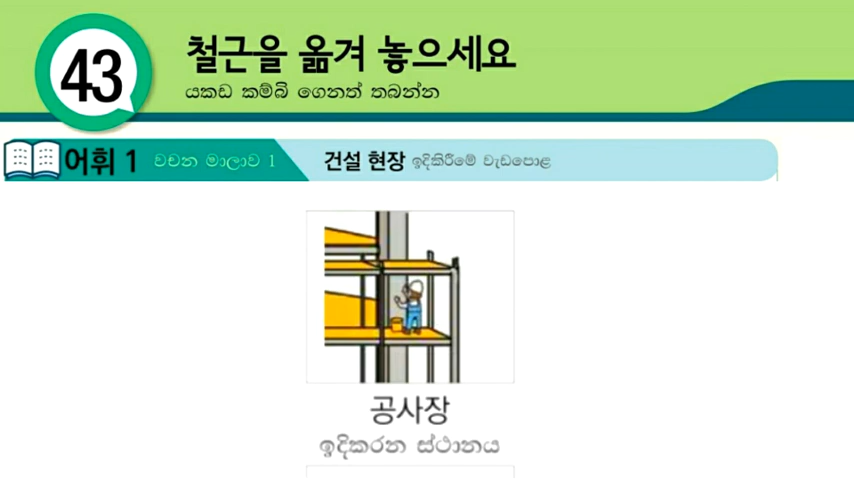 43
철근을 옮겨 놓으세요
යකඩ කම්බි ගෙනත් තබන්න
어휘 1 වචන මාලාව 1 건설 현장 ඉදිකිරීමේ වැඩපොළ
공사장
ඉදිකරන ස්ථානය